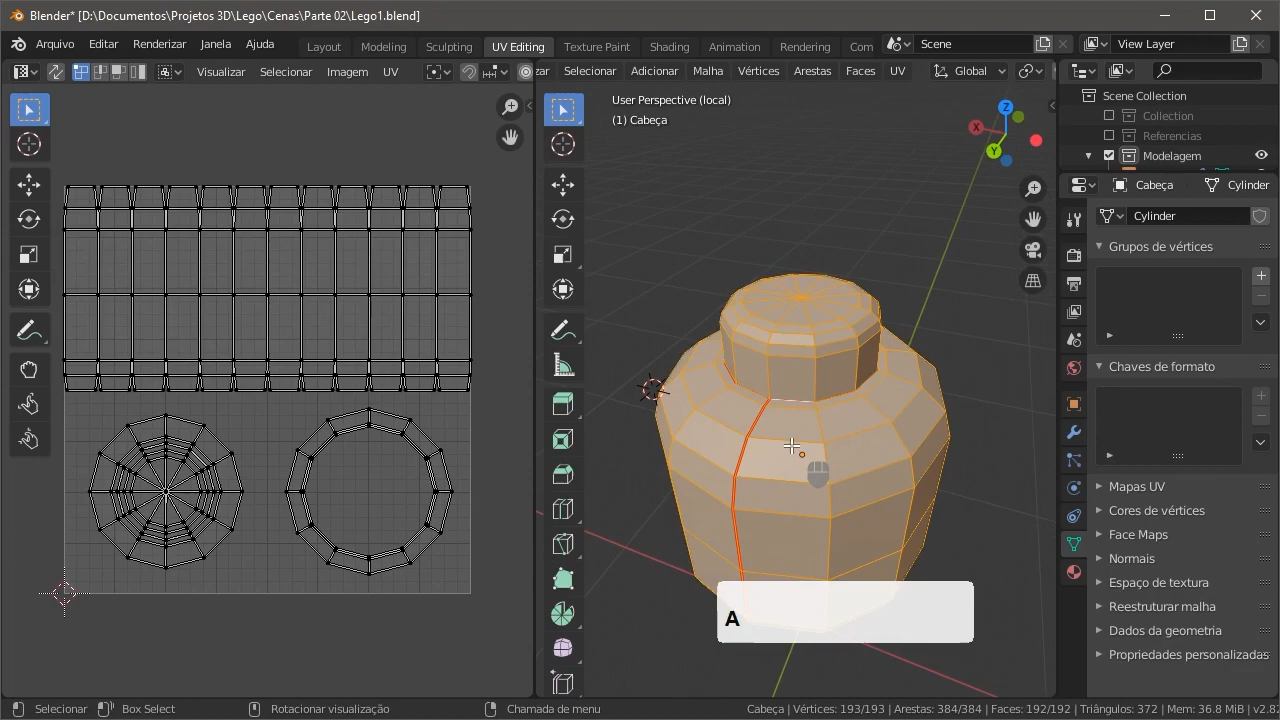 Blender* [D:\Documentos\Projetos 3D\Lego\Cenas\Parte 02\Lego1.blend]
Arquivo Editar Renderizar Janela Ajuda Layout Modeling Sculpting UV Editing Texture Paint Shading Animation Rendering Com Scene View Layer
Visualizar Selecionar Imagem UV zar Selecionar Adicionar Malha Vértices Arestas Faces UV Global
User Perspective (local)
(1) Cabeça
Z
X
Y
Scene Collection
Collection
Referencias
Modelagem
Cabeça Cylinder
Cylinder
Grupos de vértices
Chaves de formato
Mapas UV
Cores de vértices
Face Maps
Normais
Espaço de textura
Reestruturar malha
Dados da geometria
Propriedades personalizadas
A
Selecionar Box Select Rotacionar visualização Chamada de menu Cabeça | Vértices: 193/193 | Arestas: 384/384 | Faces: 192/192 | Triângulos: 372 | Mem: 36.8 MiB | v2.8